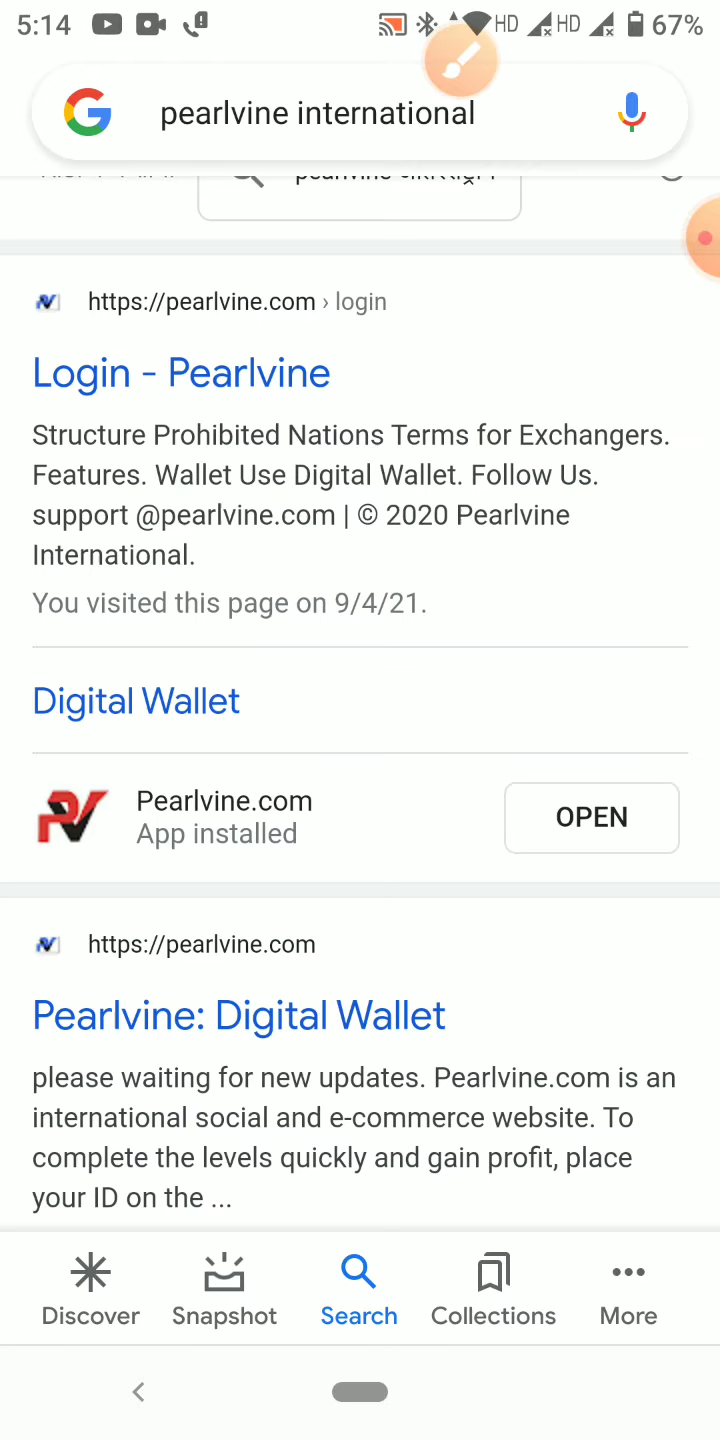 5:14 HD HD 67%
pearlvine international
https://pearlvine.com › login
Login - Pearlvine
Structure Prohibited Nations Terms for Exchangers.
Features. Wallet Use Digital Wallet. Follow Us.
support @pearlvine.com | © 2020 Pearlvine
International.
You visited this page on 9/4/21.
Digital Wallet
Pearlvine.com
App installed
OPEN
https://pearlvine.com
Pearlvine: Digital Wallet
please waiting for new updates. Pearlvine.com is an
international social and e-commerce website. To
complete the levels quickly and gain profit, place
your ID on the ...
Discover Snapshot Search Collections More